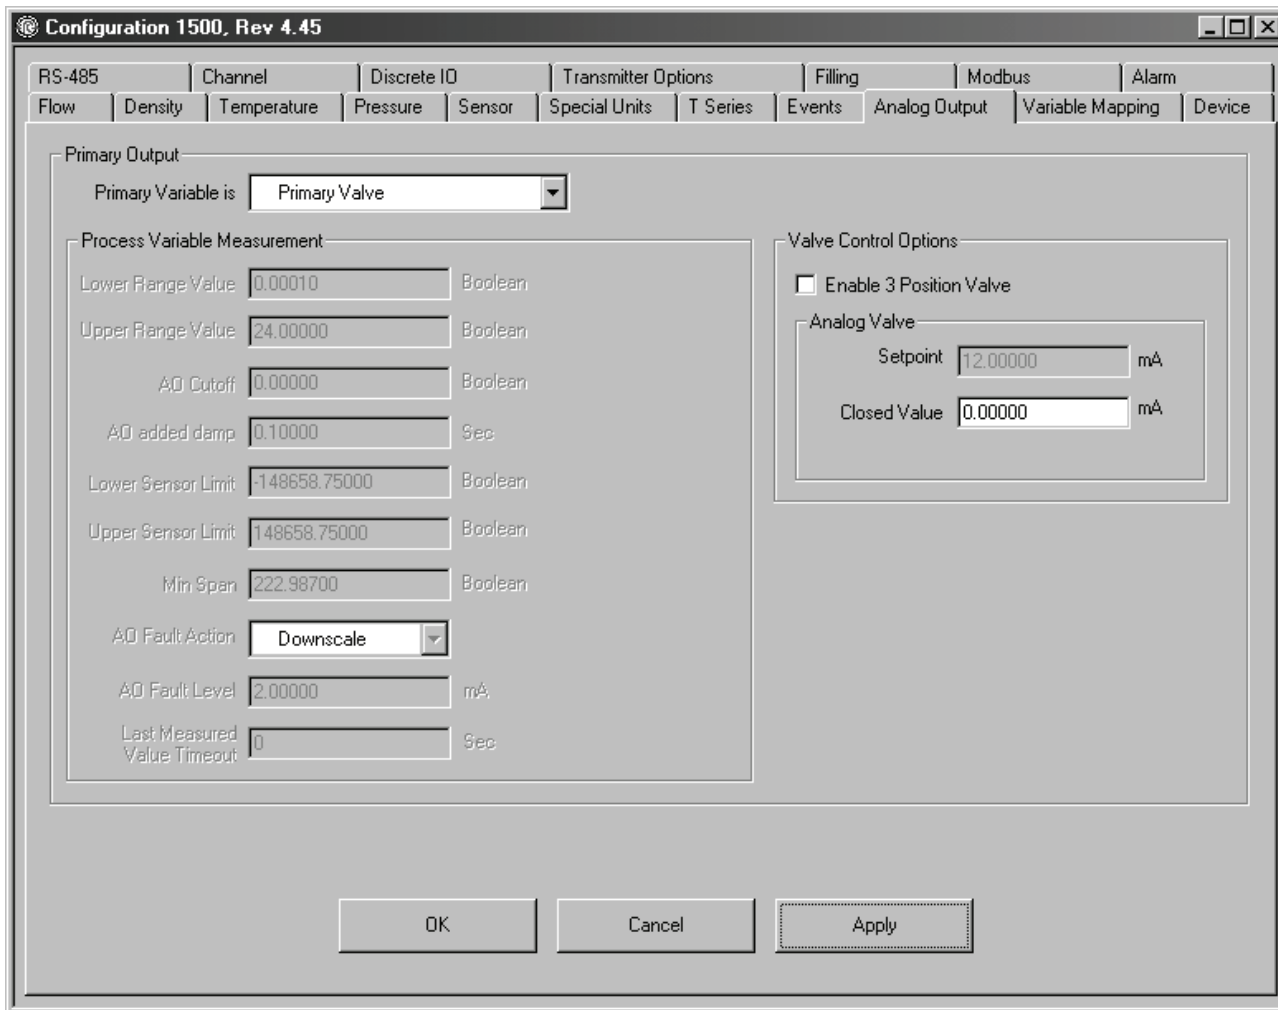 Configuration 1500, Rev 4.45
RS-485 Channel Discrete IO Transmitter Options Filling Modbus Alarm
Flow Density Temperature Pressure Sensor Special Units T Series Events Analog Output Variable Mapping Device
Primary Output
Primary Variable is Primary Valve
Process Variable Measurement
Lower Range Value 0.00010 Boolean
Upper Range Value 24.00000 Boolean
AO Cutoff 0.00000 Boolean
AO added damp 0.10000 Sec
Lower Sensor Limit -148658.75000 Boolean
Upper Sensor Limit 148658.75000 Boolean
Min Span 222.98700 Boolean
AO Fault Action Downscale
AO Fault Level 2.00000 mA
Last Measured
Value Timeout 0 Sec
Valve Control Options
Enable 3 Position Valve
Analog Valve
Setpoint 12.00000 mA
Closed Value 0.00000 mA
OK Cancel Apply